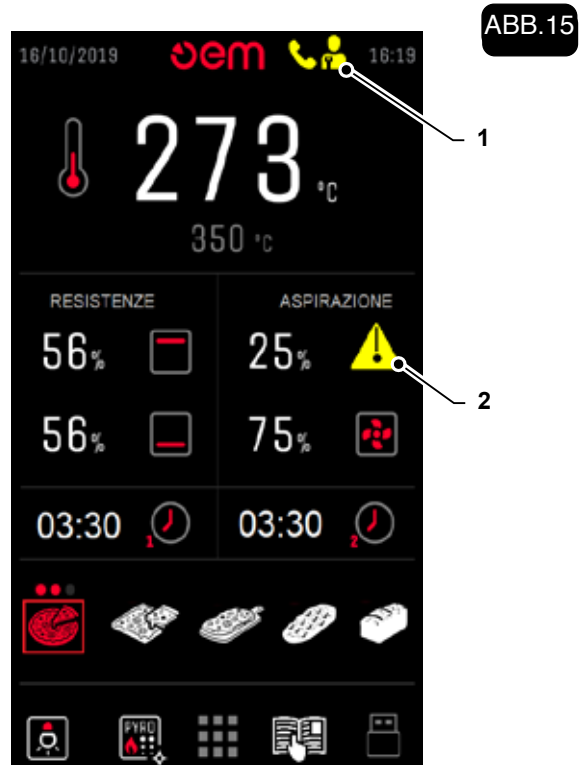 ABB.15
16/10/2019 oem 16:19
1
273 °C
350 °C
RESISTENZE ASPIRAZIONE
56% 25%
2
56% 75%
03:30 1 03:30 2
PYRO